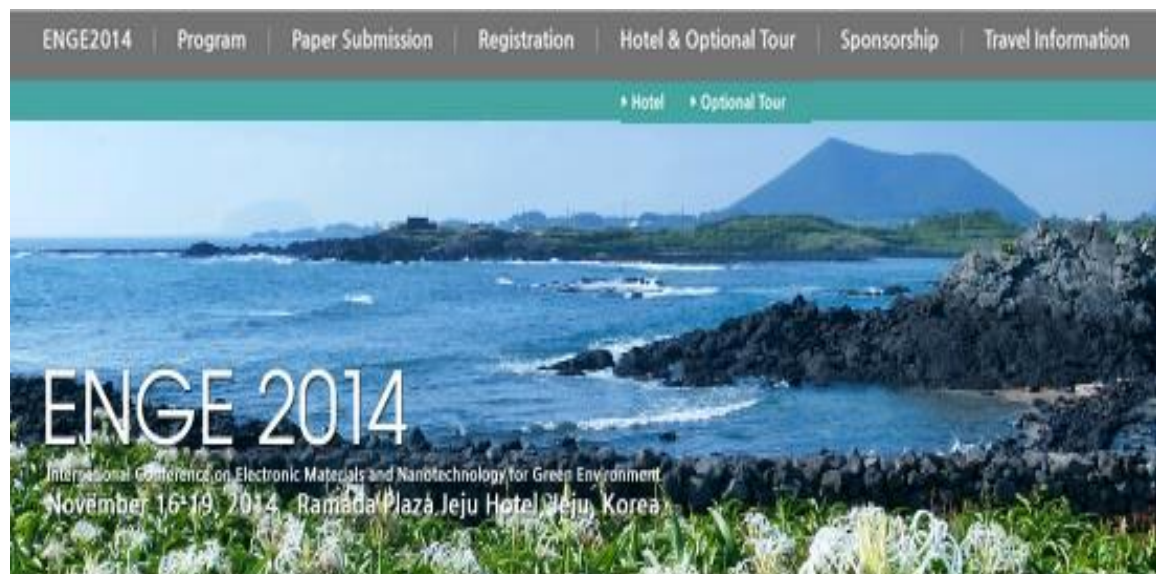 ENGE2014 Program Paper Submission Registration Hotel & Optional Tour Sponsorship Travel Information
Hotel Optional Tour
ENGE 2014
International Conference on Electronic Materials and Nanotechnology for Green Environment
November 16-19, 2014 Ramada Plaza Jeju Hotel, Jeju, Korea